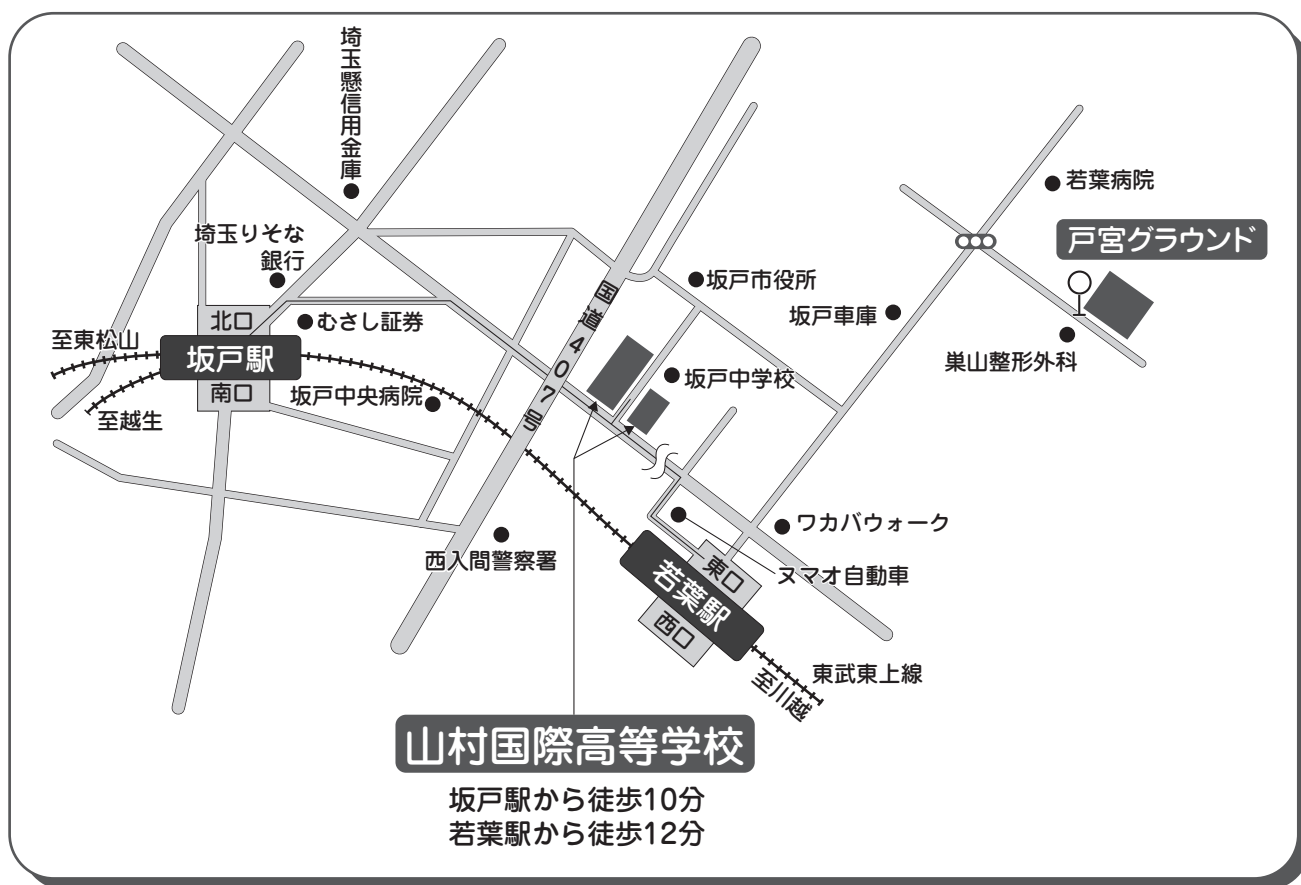 埼玉縣信用金庫
若葉病院
戸宮グラウンド
埼玉りそな
銀行
坂戸市役所
坂戸車庫
北口
むさし証券
至東松山
坂戸駅
国道407号
巣山整形外科
坂戸中学校
南口
坂戸中央病院
至越生
ワカバウォーク
西入間警察署
東口
ヌマオ自動車
若葉駅
西口
東武東上線
至川越
山村国際高等学校
坂戸駅から徒歩10分
若葉駅から徒歩12分